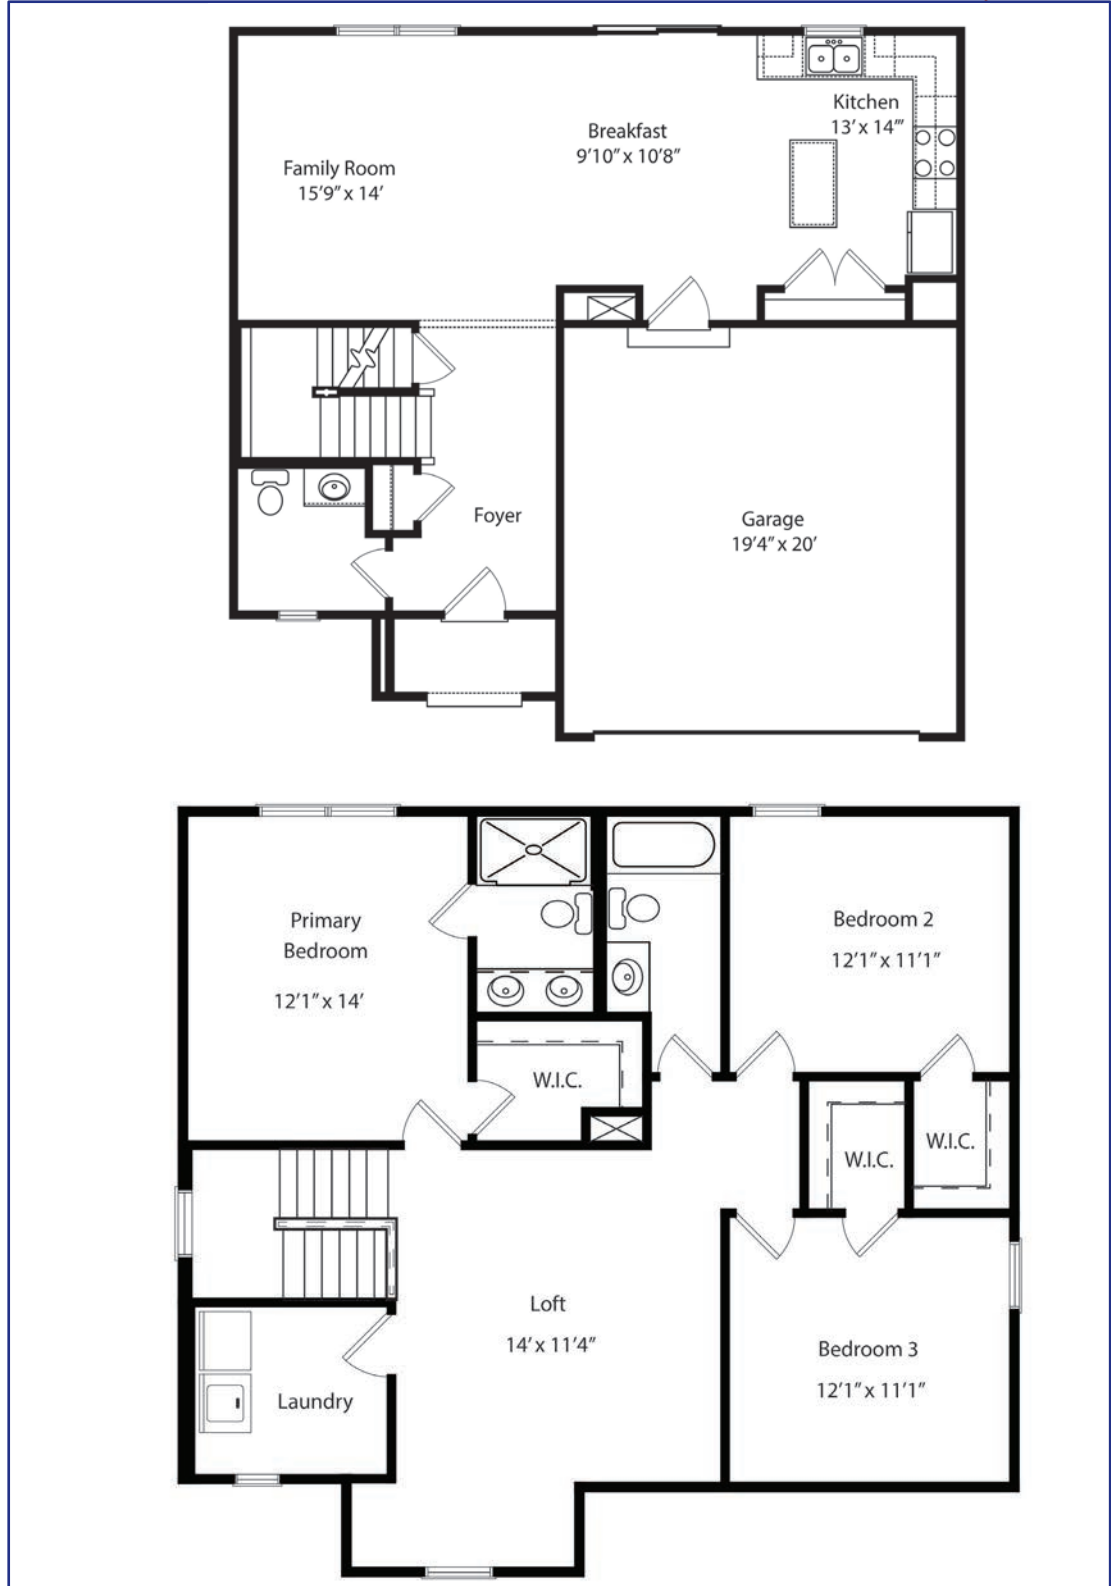 Kitchen
13' x 14'"
Breakfast
9'10" x 10'8"
Family Room
15'9" x 14'
Foyer
Garage
19'4" x 20'
Primary
Bedroom
12'1" x 14'
Bedroom 2
12'1" x 11'1"
W.I.C.
W.I.C.
W.I.C.
Loft
14' x 11'4"
Bedroom 3
12'1" x 11'1"
Laundry